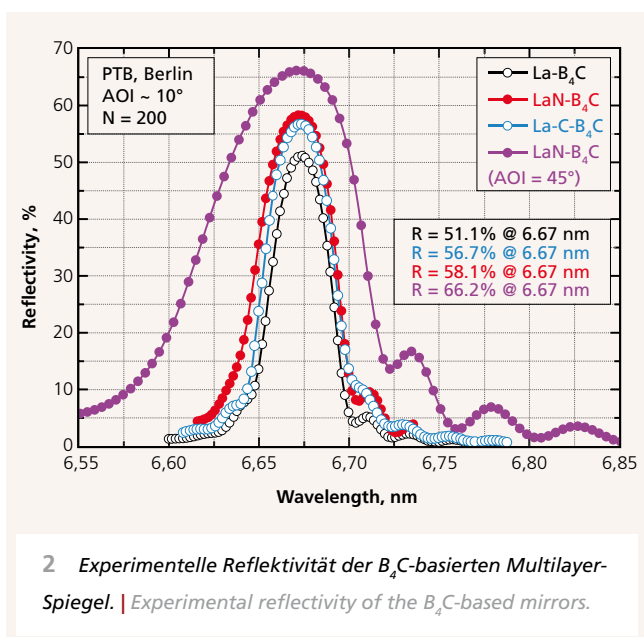 70
60
50
40
30
20
10
0
Reflectivity, %
PTB, Berlin
AOI ~ 10°
N = 200
La-B₄C
LaN-B₄C
La-C-B₄C
LaN-B₄C
(AOI = 45°)
R = 51.1% @ 6.67 nm
R = 56.7% @ 6.67 nm
R = 58.1% @ 6.67 nm
R = 66.2% @ 6.67 nm
6,55 6,60 6,65 6,70 6,75 6,80 6,85
Wavelength, nm
2 Experimentelle Reflektivität der B₄C-basierten Multilayer-
Spiegel. | Experimental reflectivity of the B₄C-based mirrors.